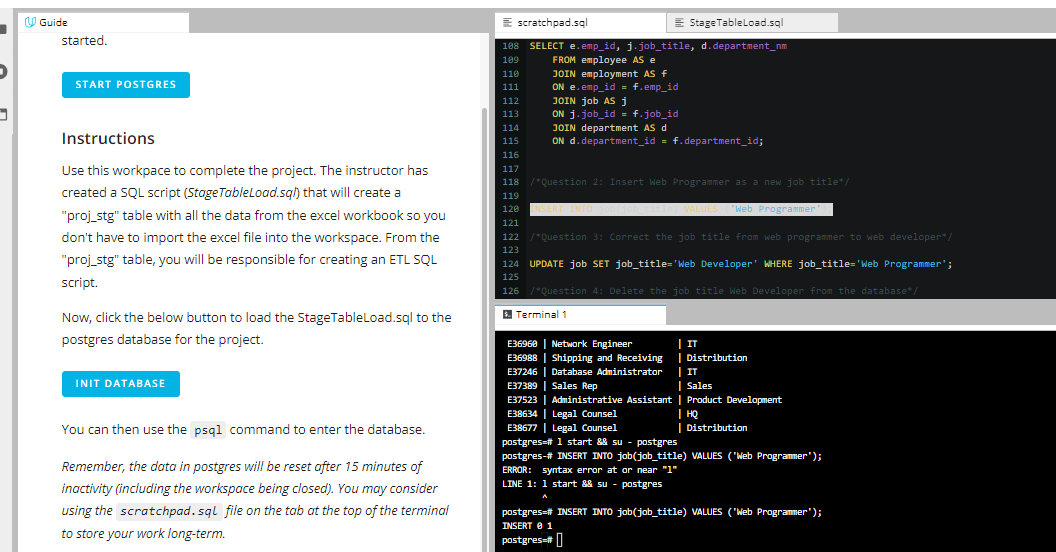 Guide
started.
START POSTGRES
Instructions
Use this workpace to complete the project. The instructor has
created a SQL script (StageTableLoad.sql) that will create a
"proj_stg" table with all the data from the excel workbook so you
don't have to import the excel file into the workspace. From the
"proj_stg" table, you will be responsible for creating an ETL SQL
script.
Now, click the below button to load the StageTableLoad.sql to the
postgres database for the project.
INIT DATABASE
You can then use the psql command to enter the database.
Remember, the data in postgres will be reset after 15 minutes of
inactivity (including the workspace being closed). You may consider
using the scratchpad.sql file on the tab at the top of the terminal
to store your work long-term.
scratchpad.sql
StageTableLoad.sql
108 SELECT e.emp_id, j.job_title, d.department_nm
109 FROM employee AS e
110 JOIN employment AS f
111 ON e.emp_id = f.emp_id
112 JOIN job AS j
113 ON j.job_id = f.job_id
114 JOIN department AS d
115 ON d.department_id = f.department_id;
116
117
118 /*Question 2: Insert Web Programmer as a new job title*/
119
120 INSERT INTO VALUES 'Web Programmer'
121
122 /*Question 3: Correct the job title from web programmer to web developer*/
123
124 UPDATE job SET job_title='Web Developer' WHERE job_title='Web Programmer';
125
126 /*Question 4: Delete the job title Web Developer from the database*/
Terminal 1
E36960 | Network Engineer | IT
E36988 | Shipping and Receiving | Distribution
E37246 | Database Administrator | IT
E37389 | Sales Rep | Sales
E37523 | Administrative Assistant | Product Development
E38634 | Legal Counsel | HQ
E38677 | Legal Counsel | Distribution
postgres=# l start && su - postgres
postgres-# INSERT INTO job(job_title) VALUES ('Web Programmer');
ERROR: syntax error at or near "l"
LINE 1: l start && su - postgres
^
postgres=# INSERT INTO job(job_title) VALUES ('Web Programmer');
INSERT 0 1
postgres=#